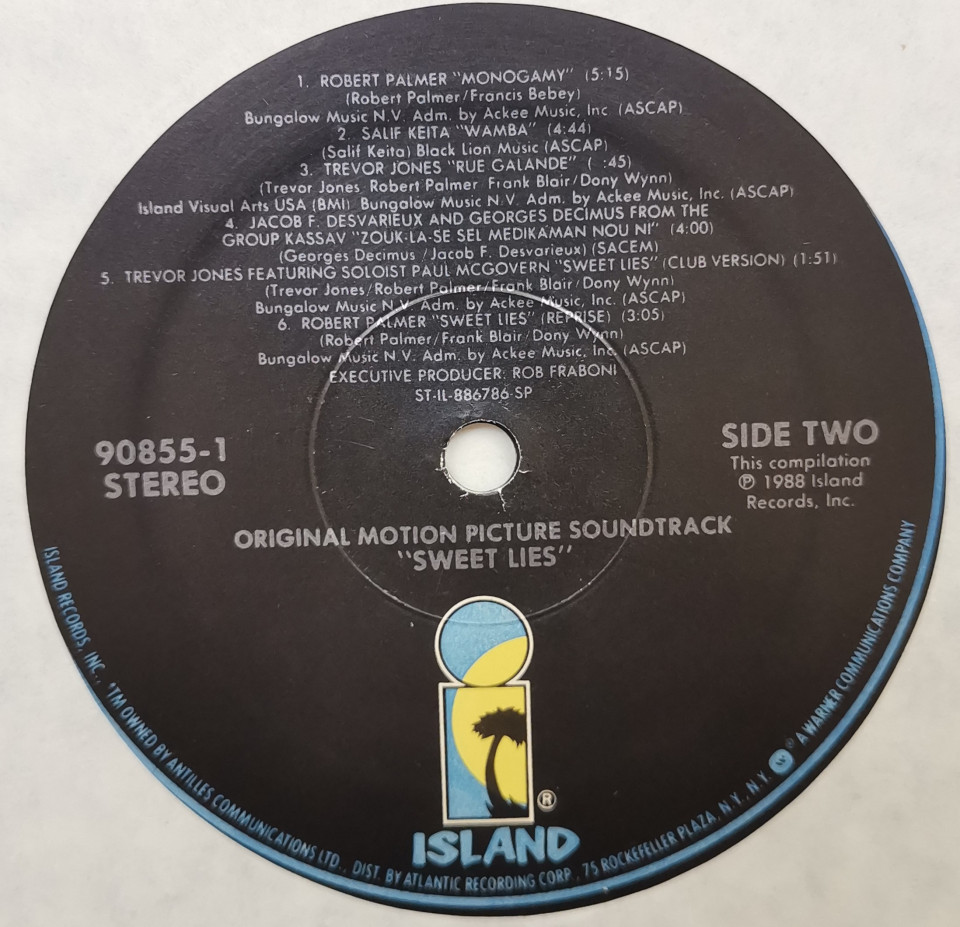 1. ROBERT PALMER "MONOGAMY" (5:15)
(Robert Palmer/Francis Bebey)
Bungalow Music N.V. Adm. by Ackee Music, Inc (ASCAP)
2. SALIF KEITA "WAMBA" (4:44)
(Salif Keita) Black Lion Music (ASCAP)
3. TREVOR JONES "RUE GALANDE" ( :45)
(Trevor Jones Robert Palmer Frank Blair/Dony Wynn)
Island Visual Arts USA (BMI) Bungalow Music N.V. Adm. by Ackee Music, Inc. (ASCAP)
4. JACOB F. DESVARIEUX AND GEORGES DECIMUS FROM THE
GROUP KASSAV "ZOUK-LA-SE SEL MEDIKAMAN NOU NI" (4:00)
(Georges Decimus / Jacob F. Desvarieux) (SACEM)
5. TREVOR JONES FEATURING SOLOIST PAUL MCGOVERN "SWEET LIES" (CLUB VERSION) (1:51)
(Trevor Jones/Robert Palmer/Frank Blair/Dony Wynn)
Bungalow Music N.V. Adm. by Ackee Music, Inc. (ASCAP)
6. ROBERT PALMER "SWEET LIES" (REPRISE) (3:05)
(Robert Palmer/Frank Blair/Dony Wynn)
Bungalow Music N.V. Adm. by Ackee Music, Inc. (ASCAP)
EXECUTIVE PRODUCER: ROB FRABONI
ST-IL-886786-SP
90855-1
STEREO
SIDE TWO
This compilation
℗ 1988 Island
Records, Inc.
ORIGINAL MOTION PICTURE SOUNDTRACK
"SWEET LIES"
®
ISLAND
ISLAND RECORDS, INC., *TM OWNED BY ANTILLES COMMUNICATIONS LTD., DIST. BY ATLANTIC RECORDING CORP., 75 ROCKEFELLER PLAZA, N.Y., N.Y. ® A WARNER COMMUNICATIONS COMPANY